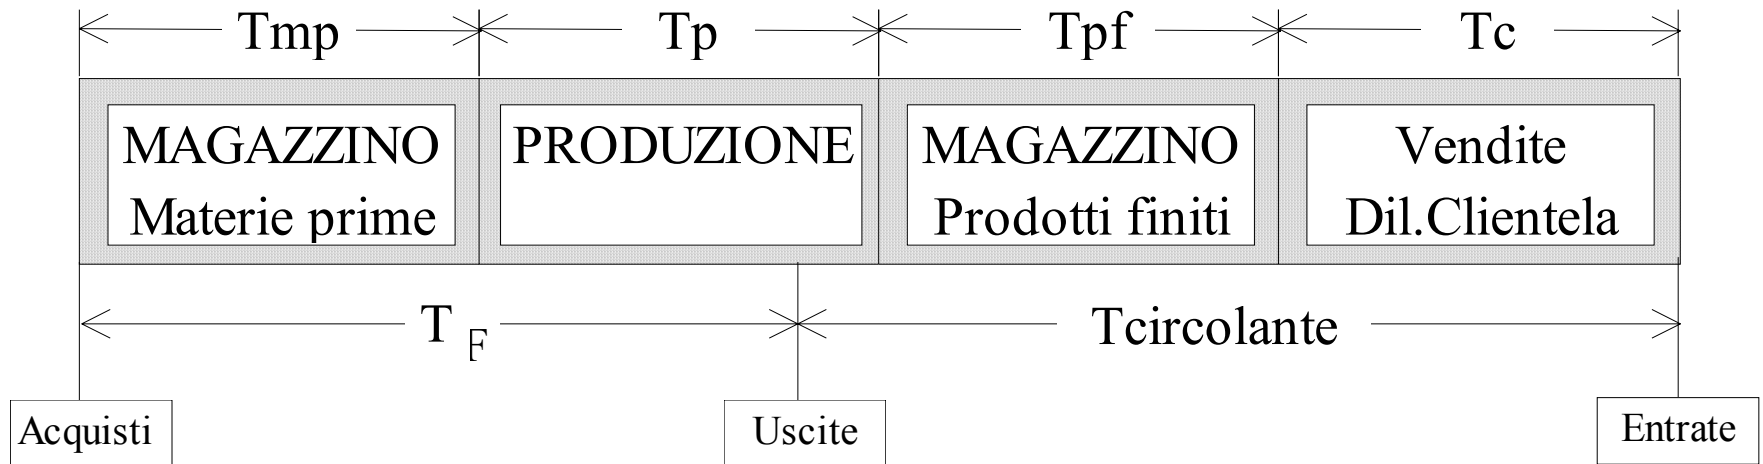 Tmp Tp Tpf Tc
MAGAZZINO PRODUZIONE MAGAZZINO Vendite
Materie prime Prodotti finiti Dil.Clientela
T F Tcircolante
Acquisti Uscite Entrate